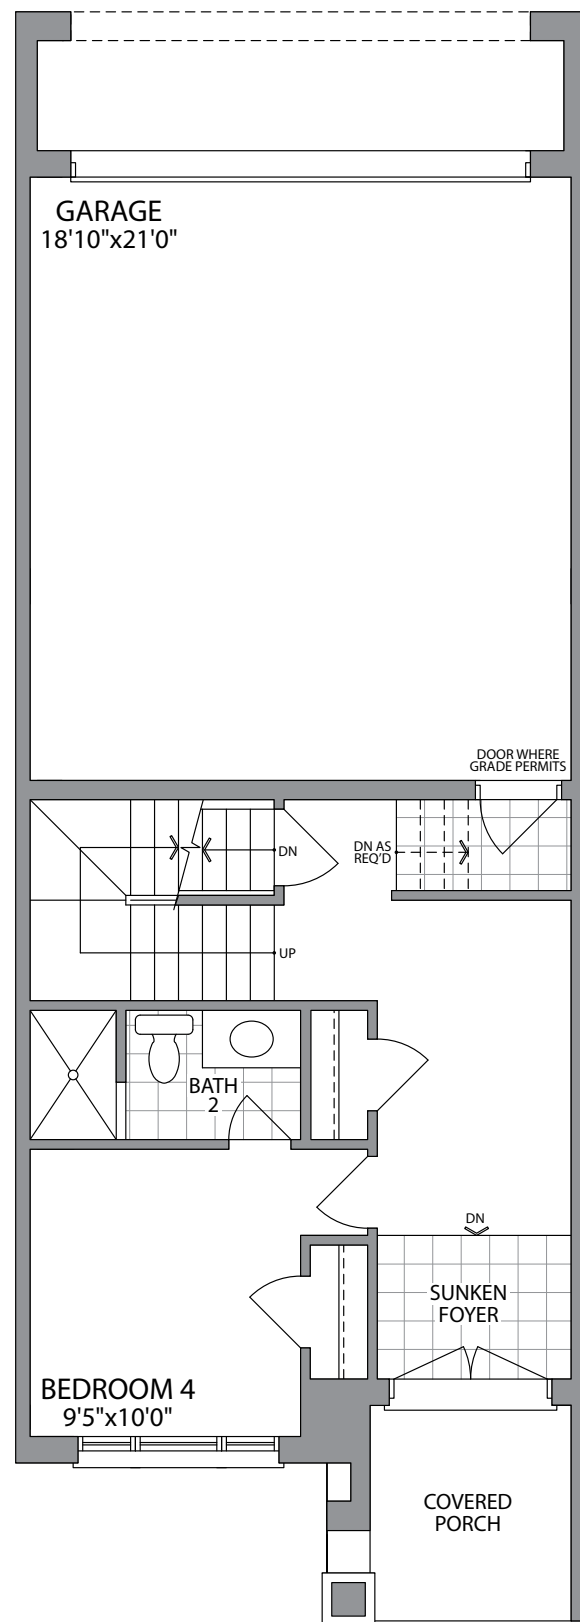 GARAGE
18'10"x21'0"
DOOR WHERE
GRADE PERMITS
DN
DN AS
REQ'D
UP
BATH
2
DN
SUNKEN
FOYER
BEDROOM 4
9'5"x10'0"
COVERED
PORCH